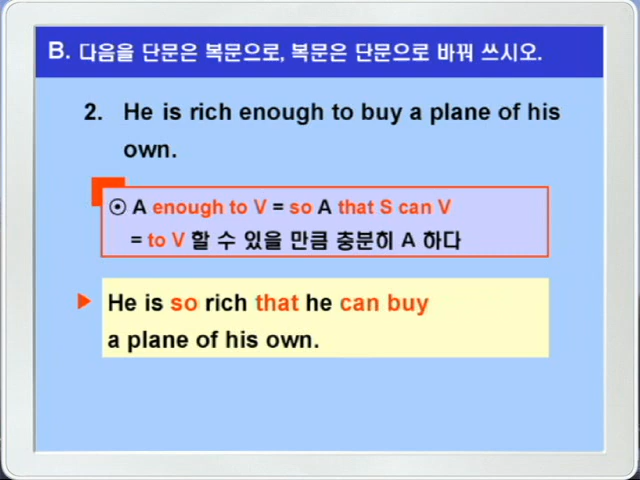 B. 다음을 단문은 복문으로, 복문은 단문으로 바꿔 쓰시오.
2. He is rich enough to buy a plane of his
own.
⊙ A enough to V = so A that S can V
= to V 할 수 있을 만큼 충분히 A 하다
▶ He is so rich that he can buy
a plane of his own.